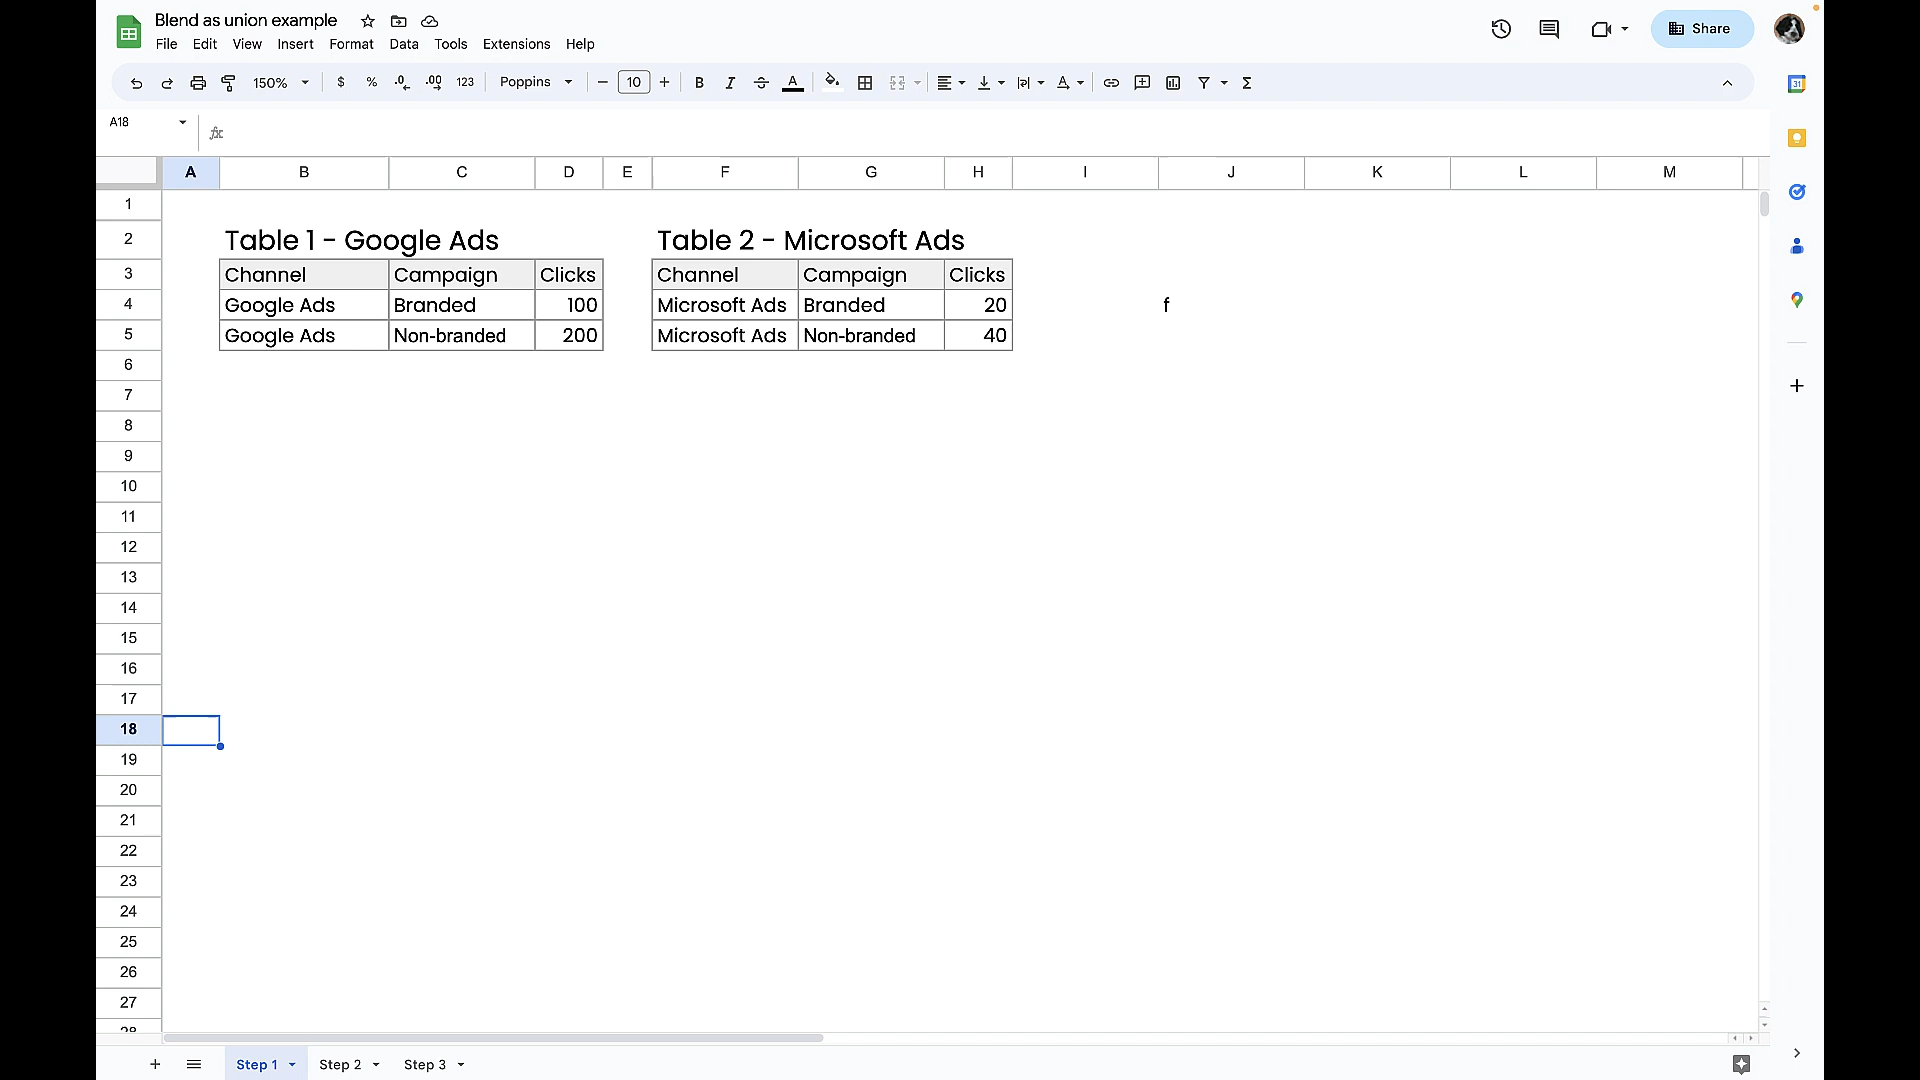 Blend as union example
File Edit View Insert Format Data Tools Extensions Help
Share
150% $ % .0 .00 123 Poppins − 10 + B I S A Σ
A18 fx
31
A B C D E F G H I J K L M
1
2 Table 1 - Google Ads Table 2 - Microsoft Ads
3 Channel Campaign Clicks Channel Campaign Clicks
4 Google Ads Branded 100 Microsoft Ads Branded 20 f
5 Google Ads Non-branded 200 Microsoft Ads Non-branded 40
6
7
8
9
10
11
12
13
14
15
16
17
18
19
20
21
22
23
24
25
26
27
28
+ Step 1 Step 2 Step 3